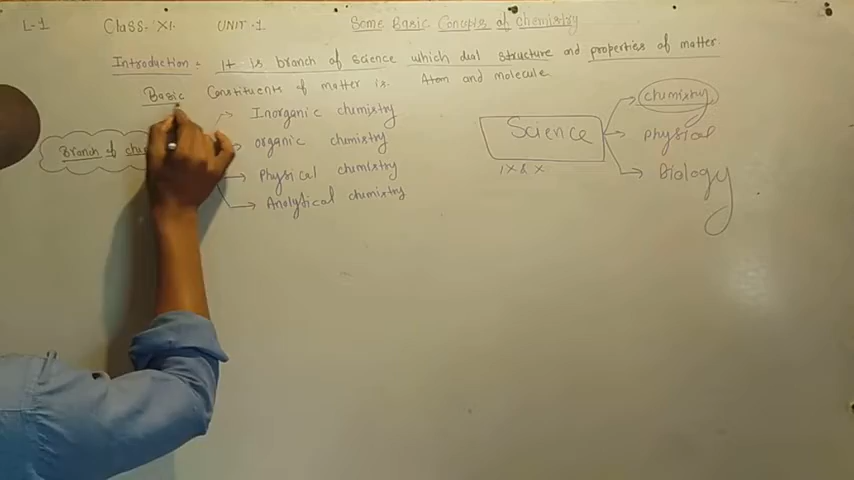 L-1 Class-XI UNIT-1 Some Basic Concepts of chemistry
Introduction - It is branch of science which deal structure and properties of matter.
Basic Constituents of matter is. Atom and molecule
Branch of
Inorganic chemistry
organic chemistry
Physical chemistry
Analytical chemistry
Science
IX & X
chemistry
Physical
Biology